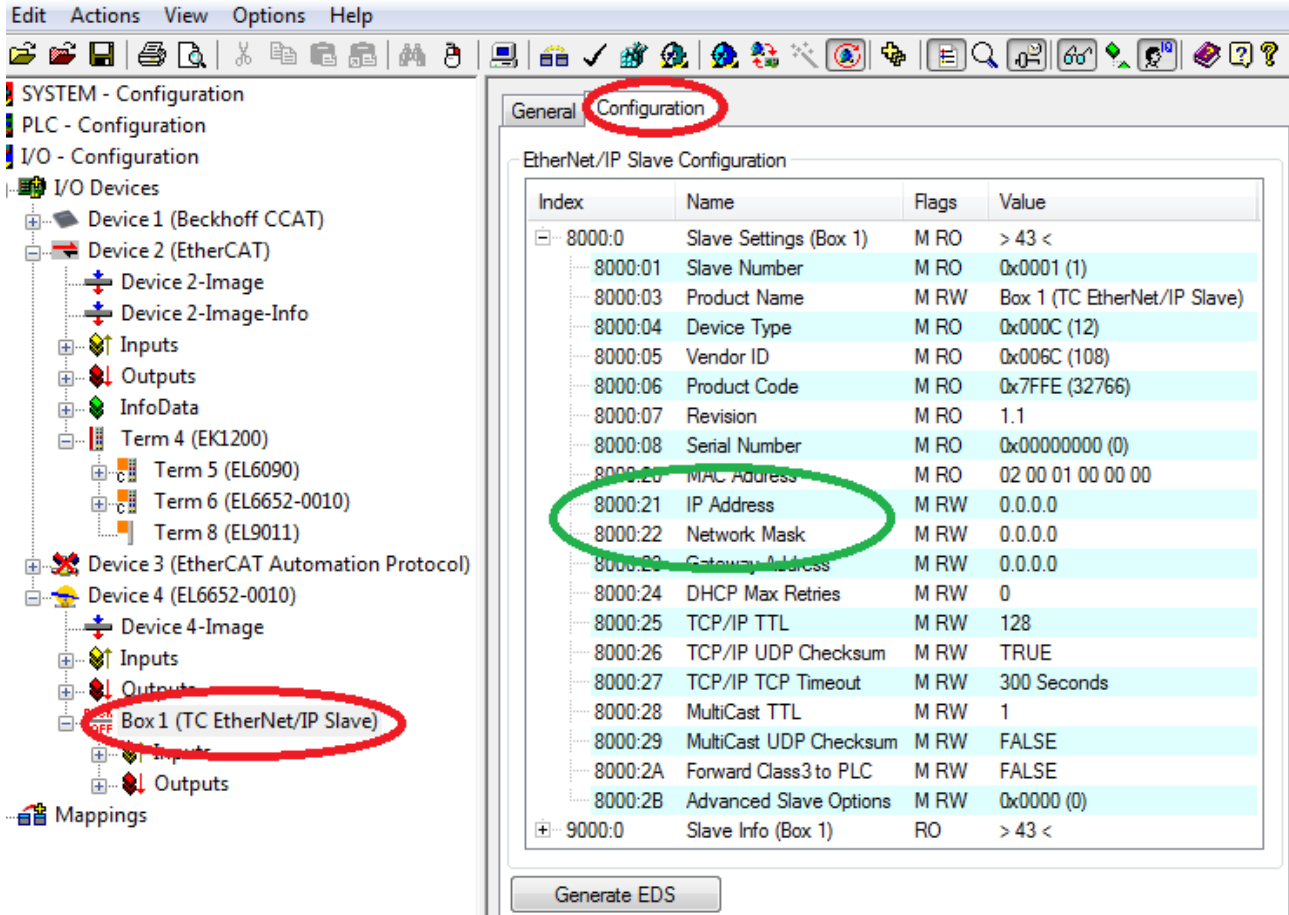 Edit Actions View Options Help
SYSTEM - Configuration
PLC - Configuration
I/O - Configuration
I/O Devices
Device 1 (Beckhoff CCAT)
Device 2 (EtherCAT)
Device 2-Image
Device 2-Image-Info
Inputs
Outputs
InfoData
Term 4 (EK1200)
Term 5 (EL6090)
Term 6 (EL6652-0010)
Term 8 (EL9011)
Device 3 (EtherCAT Automation Protocol)
Device 4 (EL6652-0010)
Device 4-Image
Inputs
Outputs
Box 1 (TC EtherNet/IP Slave)
Inputs
Outputs
Mappings
General Configuration
EtherNet/IP Slave Configuration
Index Name Flags Value
8000:0 Slave Settings (Box 1) M RO > 43 <
8000:01 Slave Number M RO 0x0001 (1)
8000:03 Product Name M RW Box 1 (TC EtherNet/IP Slave)
8000:04 Device Type M RO 0x000C (12)
8000:05 Vendor ID M RO 0x006C (108)
8000:06 Product Code M RO 0x7FFE (32766)
8000:07 Revision M RO 1.1
8000:08 Serial Number M RO 0x00000000 (0)
8000:20 MAC Address M RO 02 00 01 00 00 00
8000:21 IP Address M RW 0.0.0.0
8000:22 Network Mask M RW 0.0.0.0
8000:23 Gateway Address M RW 0.0.0.0
8000:24 DHCP Max Retries M RW 0
8000:25 TCP/IP TTL M RW 128
8000:26 TCP/IP UDP Checksum M RW TRUE
8000:27 TCP/IP TCP Timeout M RW 300 Seconds
8000:28 MultiCast TTL M RW 1
8000:29 MultiCast UDP Checksum M RW FALSE
8000:2A Forward Class3 to PLC M RW FALSE
8000:2B Advanced Slave Options M RW 0x0000 (0)
9000:0 Slave Info (Box 1) RO > 43 <
Generate EDS